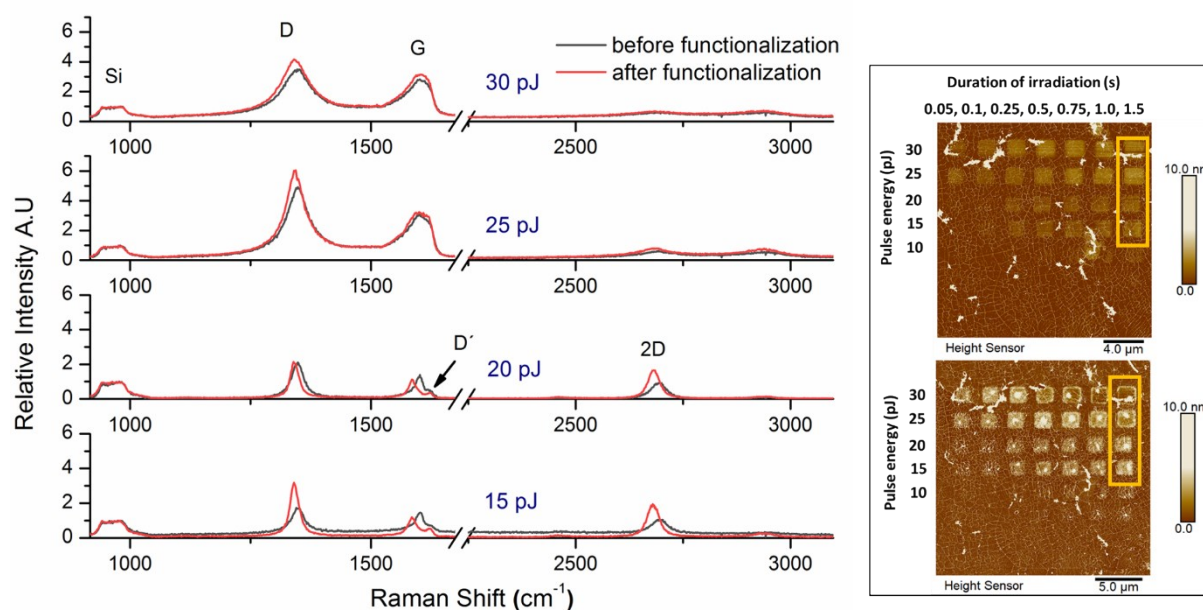 Relative Intensity A.U
6
4
2
0
Si
D
G
before functionalization
after functionalization
30 pJ
1000
1500
2500
3000
6
4
2
0
25 pJ
1000
1500
2500
3000
6
4
2
0
20 pJ
D´
2D
1000
1500
2500
3000
6
4
2
0
15 pJ
1000
1500
2500
3000
Raman Shift (cm-1)
Duration of irradiation (s)
0.05, 0.1, 0.25, 0.5, 0.75, 1.0, 1.5
Pulse energy (pJ)
30
25
20
15
10
10.0 nm
0.0
Height Sensor
4.0 µm
Pulse energy (pJ)
30
25
20
15
10
10.0 nm
0.0
Height Sensor
5.0 µm